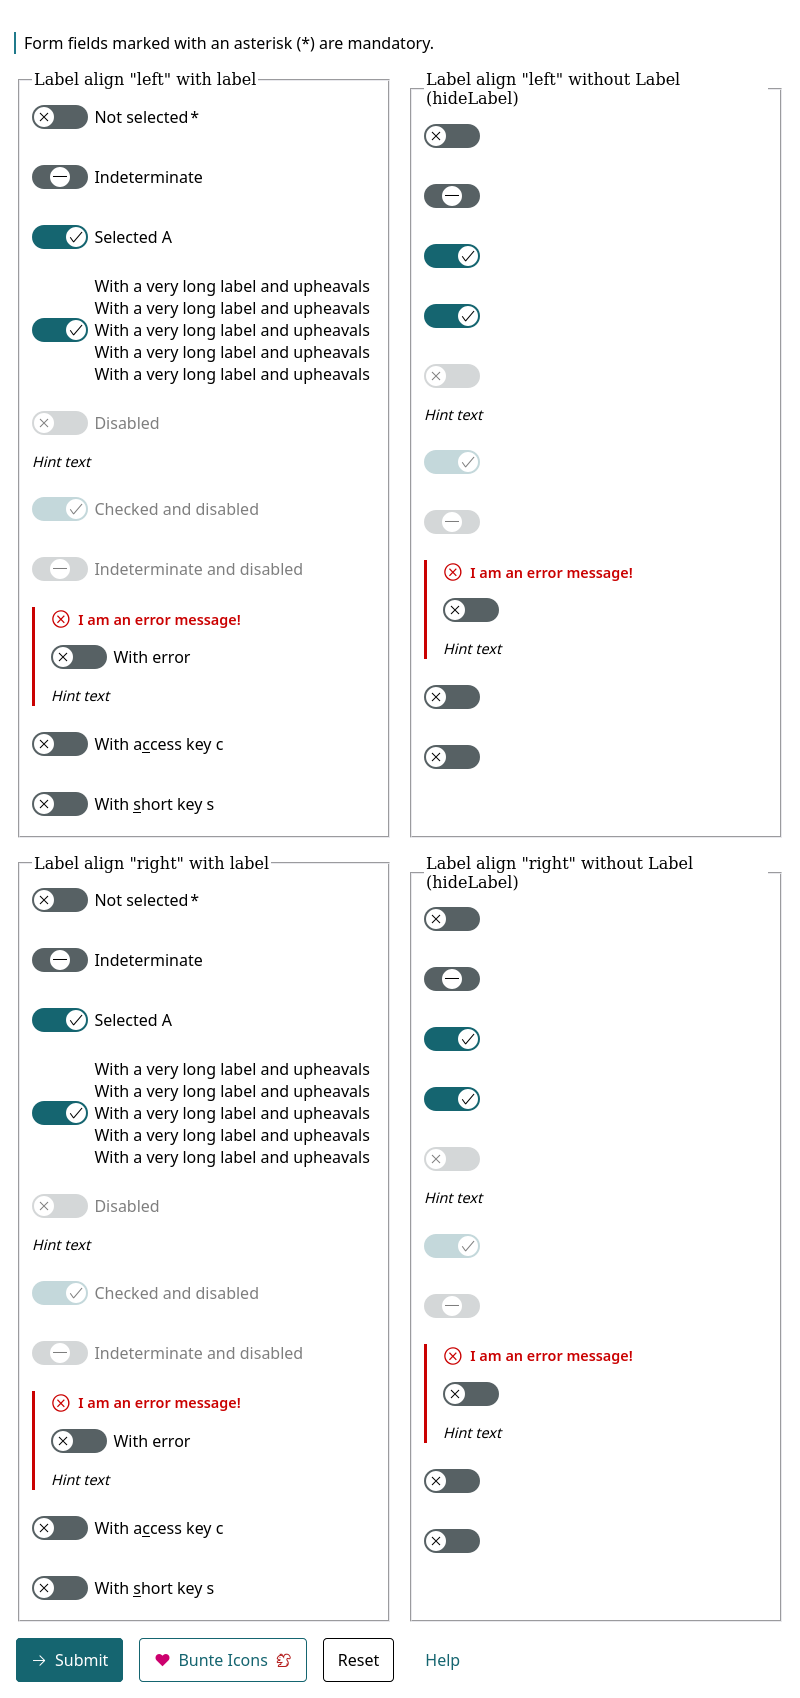 Form fields marked with an asterisk (*) are mandatory.
Label align "left" with label
Not selected *
Indeterminate
Selected A
With a very long label and upheavals
With a very long label and upheavals
With a very long label and upheavals
With a very long label and upheavals
With a very long label and upheavals
Disabled
Hint text
Checked and disabled
Indeterminate and disabled
I am an error message!
With error
Hint text
With access key c
With short key s
Label align "left" without Label
(hideLabel)
Hint text
I am an error message!
Hint text
Label align "right" with label
Not selected *
Indeterminate
Selected A
With a very long label and upheavals
With a very long label and upheavals
With a very long label and upheavals
With a very long label and upheavals
With a very long label and upheavals
Disabled
Hint text
Checked and disabled
Indeterminate and disabled
I am an error message!
With error
Hint text
With access key c
With short key s
Label align "right" without Label
(hideLabel)
Hint text
I am an error message!
Hint text
Submit
Bunte Icons
Reset
Help